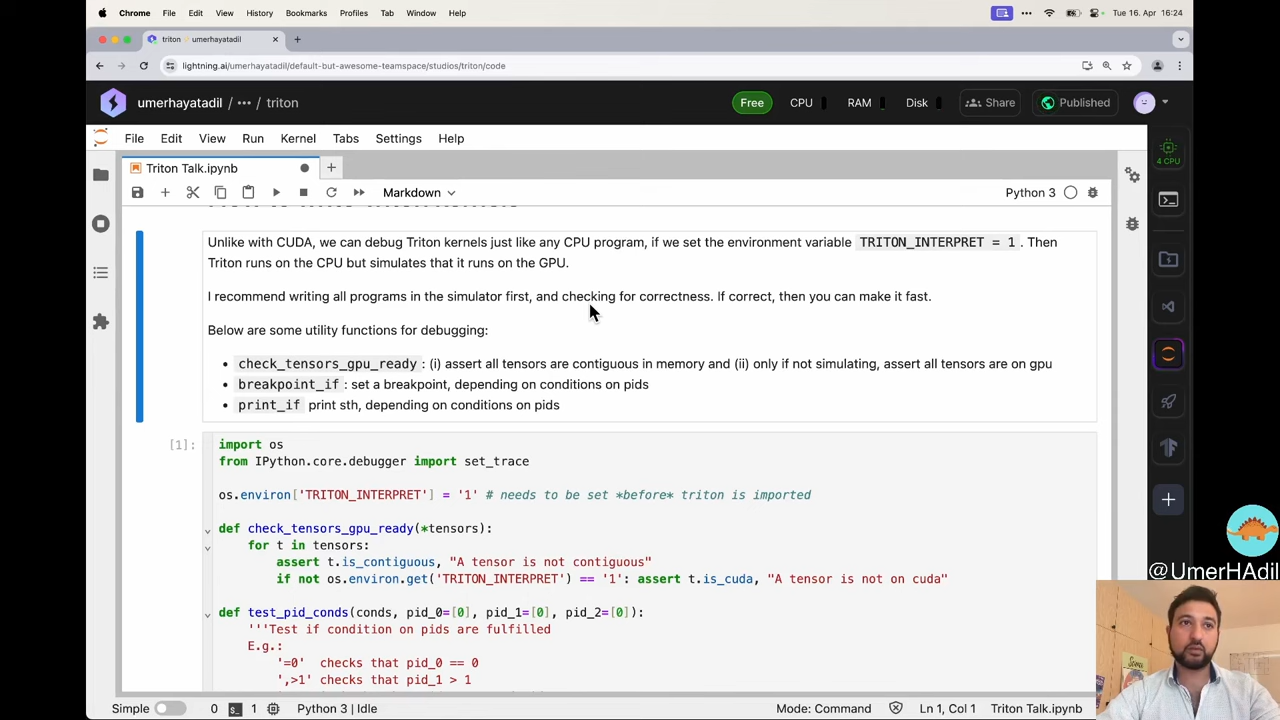 Chrome File Edit View History Bookmarks Profiles Tab Window Help Tue 16. Apr 16:24
triton umerhayatadil
lightning.ai/umerhayatadil/default-but-awesome-teamspace/studios/triton/code
umerhayatadil / ••• / triton Free CPU RAM Disk Share Published
File Edit View Run Kernel Tabs Settings Help
4 CPU
Triton Talk.ipynb
Markdown Python 3
Unlike with CUDA, we can debug Triton kernels just like any CPU program, if we set the environment variable TRITON_INTERPRET = 1 . Then
Triton runs on the CPU but simulates that it runs on the GPU.
I recommend writing all programs in the simulator first, and checking for correctness. If correct, then you can make it fast.
Below are some utility functions for debugging:
• check_tensors_gpu_ready : (i) assert all tensors are contiguous in memory and (ii) only if not simulating, assert all tensors are on gpu
• breakpoint_if : set a breakpoint, depending on conditions on pids
• print_if print sth, depending on conditions on pids
[1]: import os
from IPython.core.debugger import set_trace
os.environ['TRITON_INTERPRET'] = '1' # needs to be set *before* triton is imported
def check_tensors_gpu_ready(*tensors):
for t in tensors:
assert t.is_contiguous, "A tensor is not contiguous"
if not os.environ.get('TRITON_INTERPRET') == '1': assert t.is_cuda, "A tensor is not on cuda"
@UmerHAdil
def test_pid_conds(conds, pid_0=[0], pid_1=[0], pid_2=[0]):
'''Test if condition on pids are fulfilled
E.g.:
'=0' checks that pid_0 == 0
',>1' checks that pid_1 > 1
Simple 0 1 Python 3 | Idle Mode: Command Ln 1, Col 1 Triton Talk.ipynb